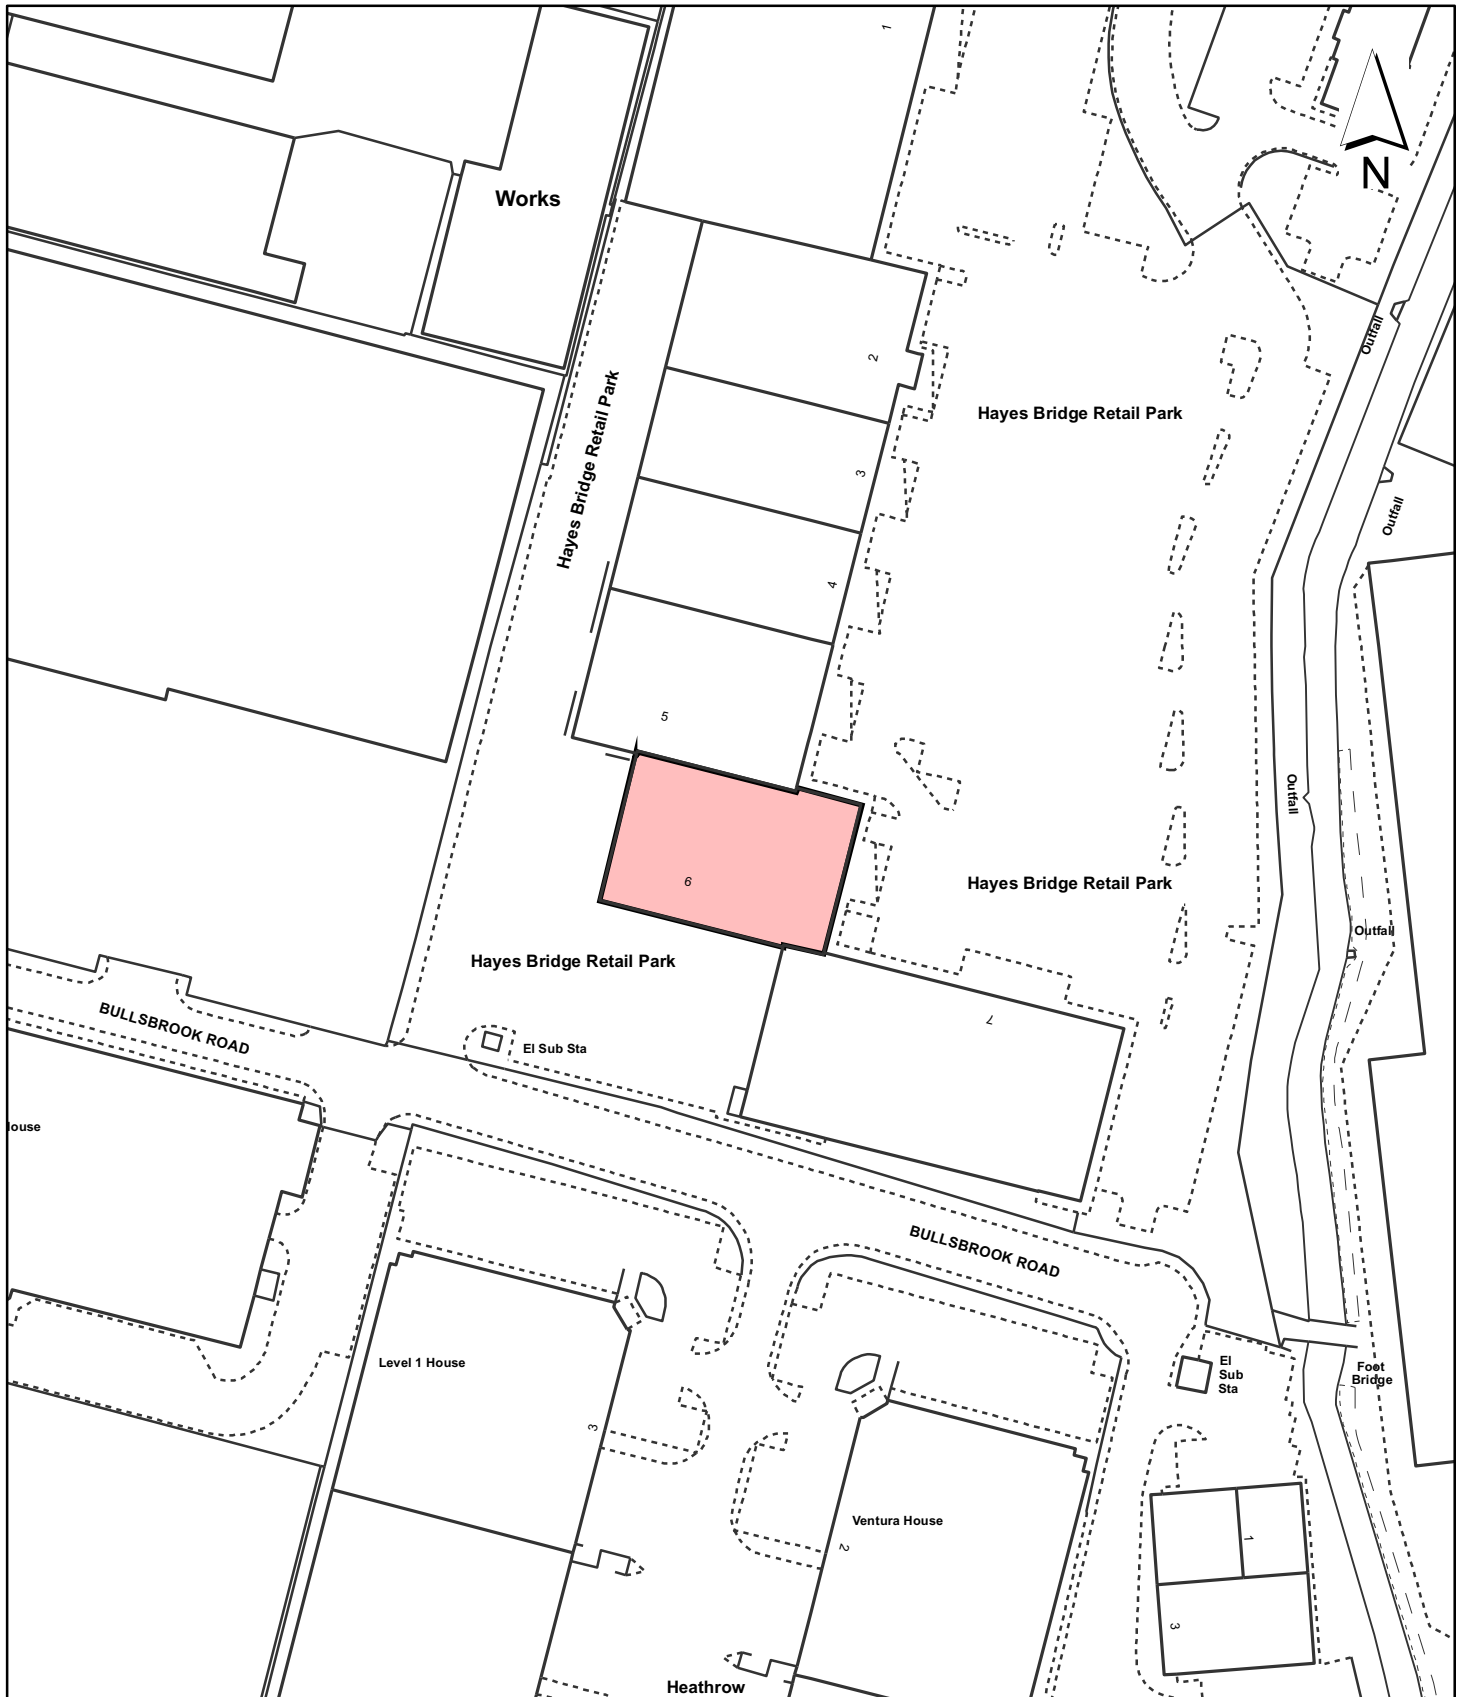 1
N
Works
Outfall
2
Hayes Bridge Retail Park
Hayes Bridge Retail Park
3
Outfall
4
5
Outfall
6
Hayes Bridge Retail Park
Outfall
Hayes Bridge Retail Park
BULLSBROOK ROAD
7
El Sub Sta
louse
BULLSBROOK ROAD
Level 1 House
El
Sub
Sta
Foot
Bridge
3
Ventura House
2
1
3
Heathrow